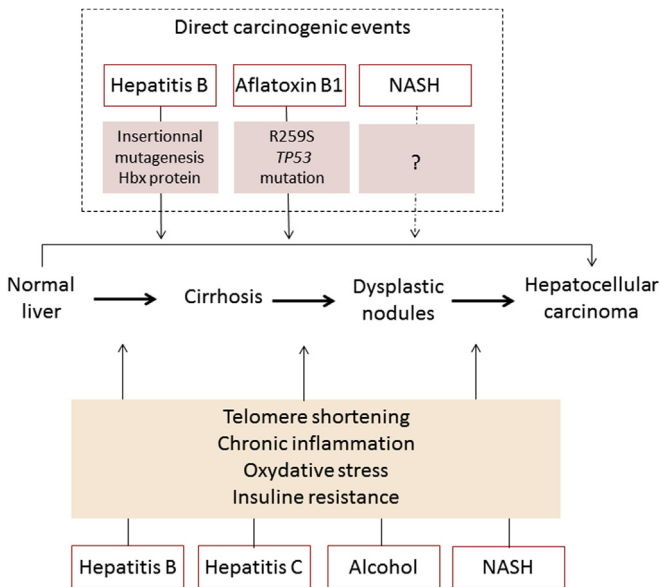 Direct carcinogenic events
Hepatitis B
Aflatoxin B1
NASH
Insertionnal
mutagenesis
Hbx protein
R259S
TP53
mutation
?
Normal
liver
Cirrhosis
Dysplastic
nodules
Hepatocellular
carcinoma
Telomere shortening
Chronic inflammation
Oxydative stress
Insuline resistance
Hepatitis B
Hepatitis C
Alcohol
NASH